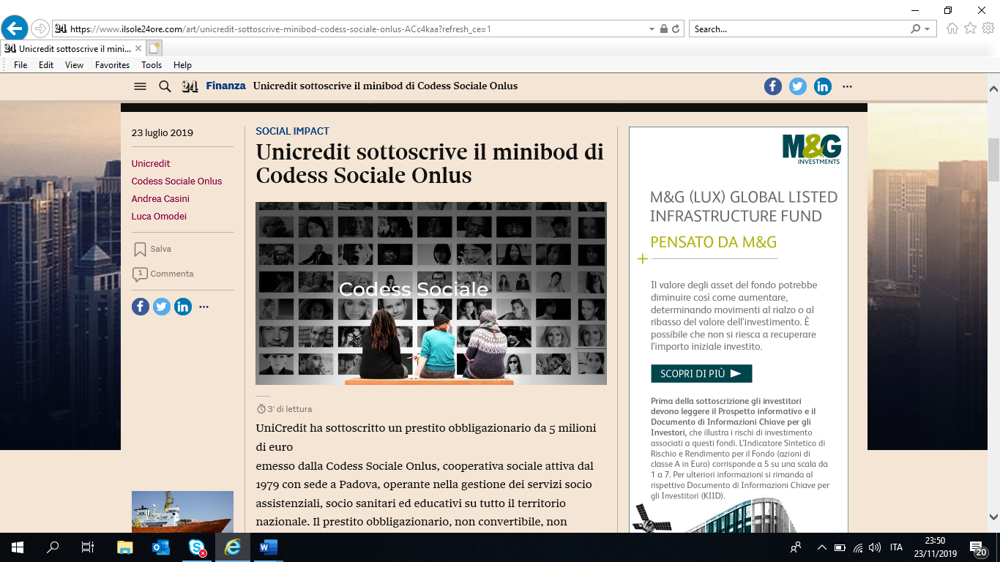 https://www.ilsole24ore.com/art/unicredit-sottoscrive-minibod-codess-sociale-onlus-ACc4kaa?refresh_ce=1
Search...
24 Unicredit sottoscrive il mini...
File Edit View Favorites Tools Help
24 Finanza Unicredit sottoscrive il minibod di Codess Sociale Onlus
23 luglio 2019
Unicredit
Codess Sociale Onlus
Andrea Casini
Luca Omodei
Salva
1 Commenta
SOCIAL IMPACT
Unicredit sottoscrive il minibod di
Codess Sociale Onlus
Codess Sociale
3' di lettura
UniCredit ha sottoscritto un prestito obbligazionario da 5 milioni
di euro
emesso dalla Codess Sociale Onlus, cooperativa sociale attiva dal
1979 con sede a Padova, operante nella gestione dei servizi socio
assistenziali, socio sanitari ed educativi su tutto il territorio
nazionale. Il prestito obbligazionario, non convertibile, non
M&G
INVESTMENTS
M&G (LUX) GLOBAL LISTED
INFRASTRUCTURE FUND
PENSATO DA M&G
Il valore degli asset del fondo potrebbe
diminuire così come aumentare,
determinando movimenti al rialzo o al
ribasso del valore dell'investimento. È
possibile che non si riesca a recuperare
l'importo iniziale investito.
SCOPRI DI PIÙ
Prima della sottoscrizione gli investitori
devono leggere il Prospetto informativo e il
Documento di Informazioni Chiave per gli
Investori, che illustra i rischi di investimento
associati a questi fondi. L'Indicatore Sintetico di
Rischio e Rendimento per il Fondo (azioni di
classe A in Euro) corrisponde a 5 su una scala da
1 a 7. Per ulteriori informazioni si rimanda al
rispettivo Documento di Informazioni Chiave per
gli Investitori (KIID).
ITA
23:50
23/11/2019
20